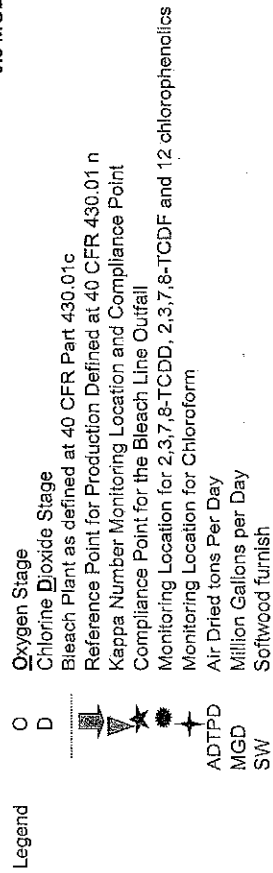 Legend
O Oxygen Stage
D Chlorine Dioxide Stage
Bleach Plant as defined at 40 CFR Part 430.01c
Reference Point for Production Defined at 40 CFR 430.01 n
Kappa Number Monitoring Location and Compliance Point
Compliance Point for the Bleach Line Outfall
Monitoring Location for 2,3,7,8-TCDD, 2,3,7,8-TCDF and 12 chlorophenolics
Monitoring Location for Chloroform
ADTPD Air Dried tons Per Day
MGD Million Gallons per Day
SW Softwood furnish